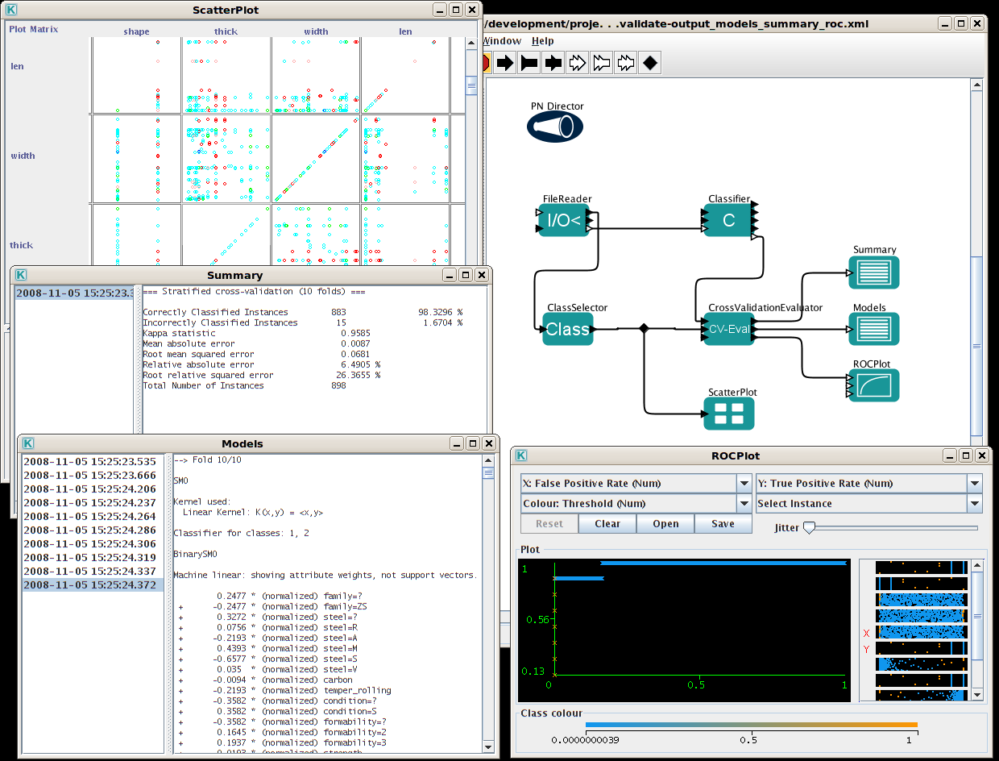 ScatterPlot
Plot Matrix
shape thick width len
len
width
thick
/development/proje. . .validate-output_models_summary_roc.xml
Window Help
PN Director
FileReader
I/O<
Classifier
C
Summary
ClassSelector
Class
CrossValidationEvaluator
CV-Eval
Models
ROCPlot
ScatterPlot
Summary
2008-11-05 15:25:23.
=== Stratified cross-validation (10 folds) ===
Correctly Classified Instances 883 98.3296 %
Incorrectly Classified Instances 15 1.6704 %
Kappa statistic 0.9585
Mean absolute error 0.0087
Root mean squared error 0.0681
Relative absolute error 6.4905 %
Root relative squared error 26.3655 %
Total Number of Instances 898
Models
2008-11-05 15:25:23.535
2008-11-05 15:25:23.666
2008-11-05 15:25:24.206
2008-11-05 15:25:24.237
2008-11-05 15:25:24.264
2008-11-05 15:25:24.286
2008-11-05 15:25:24.306
2008-11-05 15:25:24.319
2008-11-05 15:25:24.337
2008-11-05 15:25:24.372
--> Fold 10/10
SMO
Kernel used:
Linear Kernel: K(x,y) = <x,y>
Classifier for classes: 1, 2
BinarySMO
Machine linear: showing attribute weights, not support vectors.
0.2477 * (normalized) family=?
+ -0.2477 * (normalized) family=ZS
+ 0.3272 * (normalized) steel=?
+ 0.0756 * (normalized) steel=R
+ -0.2193 * (normalized) steel=A
+ 0.4393 * (normalized) steel=M
+ -0.6577 * (normalized) steel=S
+ 0.035 * (normalized) steel=V
+ -0.0094 * (normalized) carbon
+ -0.2193 * (normalized) temper_rolling
+ -0.3582 * (normalized) condition=?
+ 0.3582 * (normalized) condition=S
+ -0.3582 * (normalized) formability=?
+ 0.1645 * (normalized) formability=2
+ 0.1937 * (normalized) formability=3
+ 0.0193 * (normalized) strength
ROCPlot
X: False Positive Rate (Num) Y: True Positive Rate (Num)
Colour: Threshold (Num) Select Instance
Reset Clear Open Save Jitter
Plot
1
0.56
0.13
0 0.5 1
X
Y
Class colour
0.0000000039 0.5 1